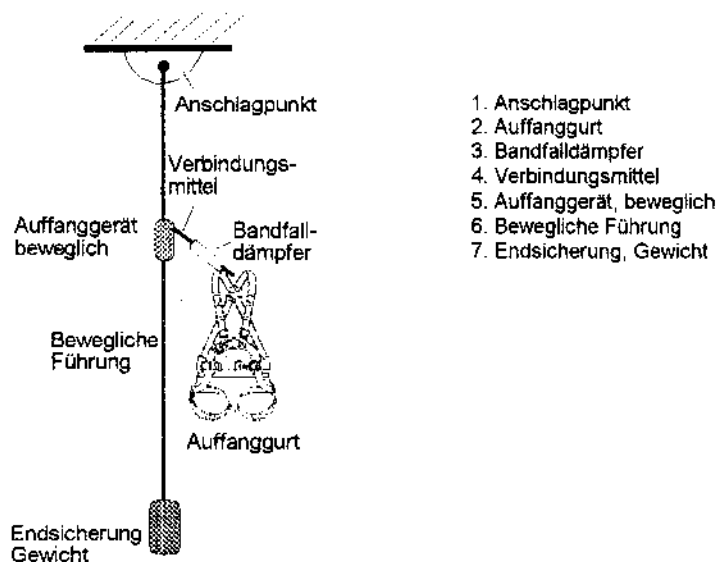 Anschlagpunkt
Verbindungs-
mittel
Auffanggerät
beweglich
Bandfall-
dämpfer
Bewegliche
Führung
Auffanggurt
Endsicherung
Gewicht
1. Anschlagpunkt
2. Auffanggurt
3. Bandfalldämpfer
4. Verbindungsmittel
5. Auffanggerät, beweglich
6. Bewegliche Führung
7. Endsicherung, Gewicht